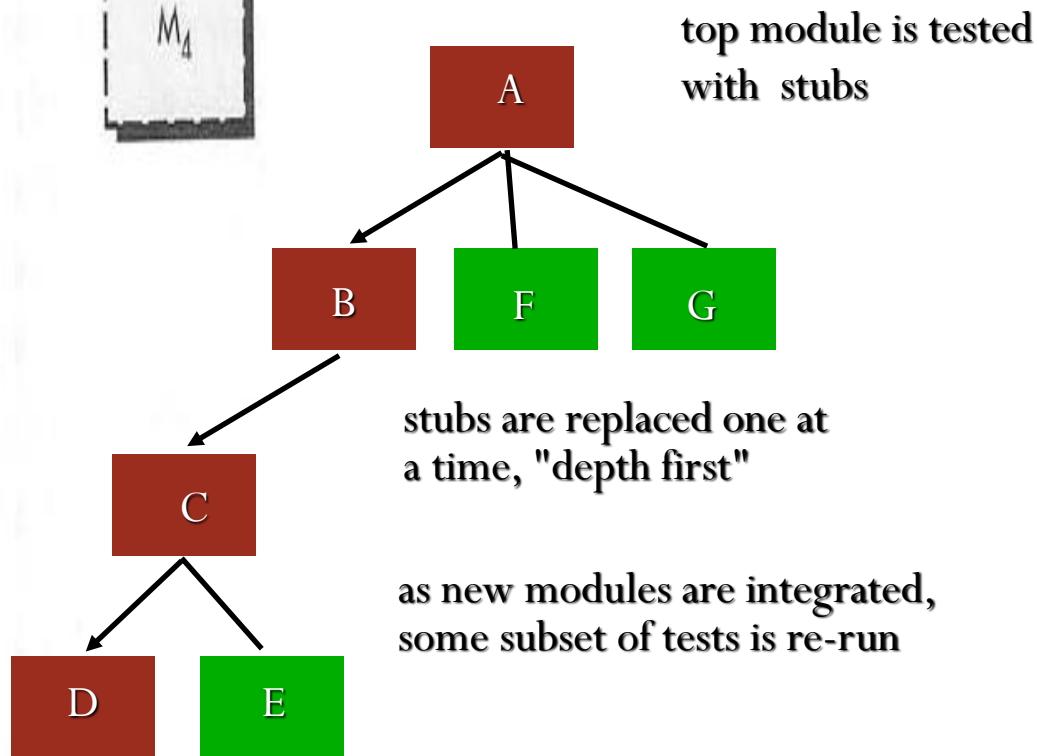 M4
top module is tested
with stubs
A
B
F
G
stubs are replaced one at
a time, "depth first"
C
as new modules are integrated,
some subset of tests is re-run
D
E